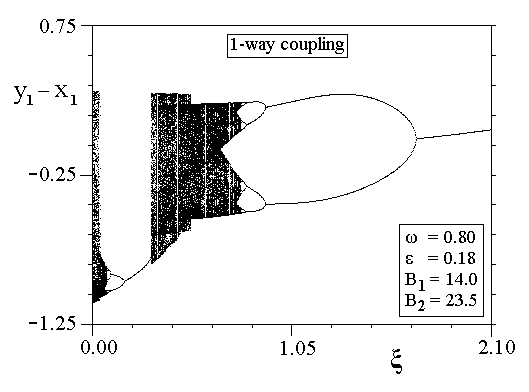 0.75
1-way coupling
y₁ – x₁
-0.25
ω = 0.80
ε = 0.18
B₁ = 14.0
B₂ = 23.5
-1.25
0.00 1.05 2.10
ξ